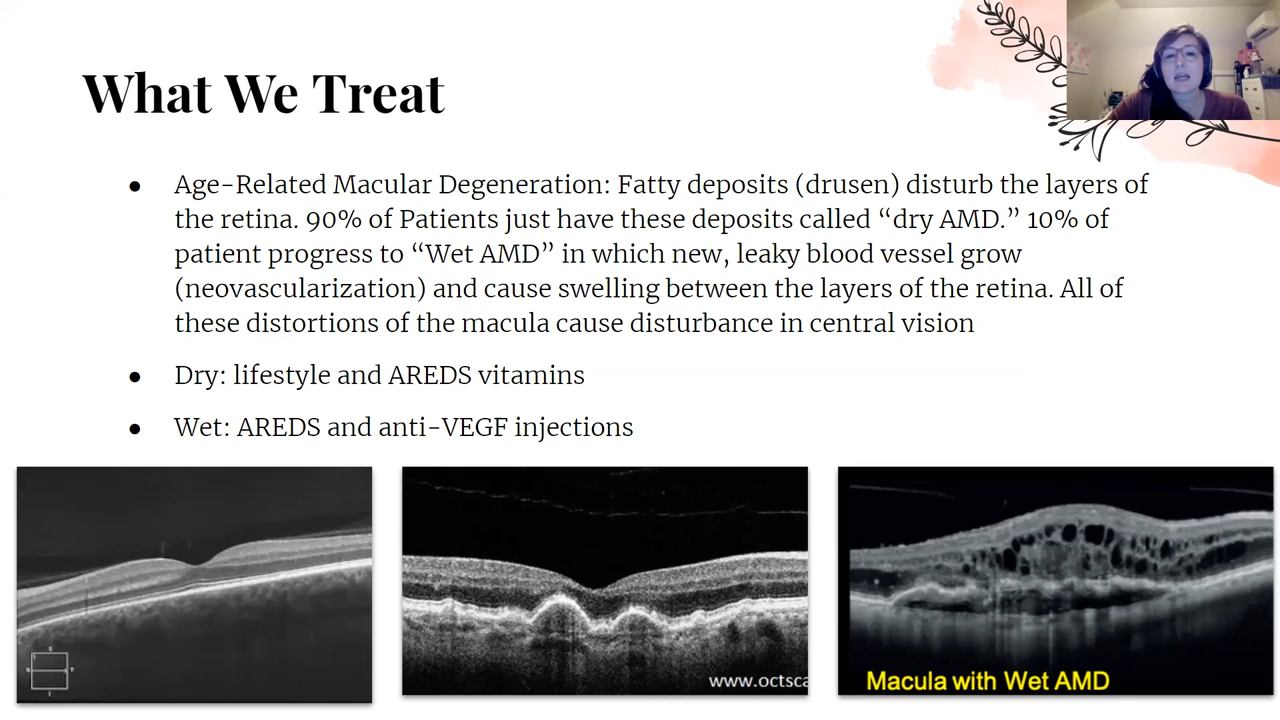 What We Treat
● Age-Related Macular Degeneration: Fatty deposits (drusen) disturb the layers of
the retina. 90% of Patients just have these deposits called “dry AMD.” 10% of
patient progress to “Wet AMD” in which new, leaky blood vessel grow
(neovascularization) and cause swelling between the layers of the retina. All of
these distortions of the macula cause disturbance in central vision
● Dry: lifestyle and AREDS vitamins
● Wet: AREDS and anti-VEGF injections
www.octsca
Macula with Wet AMD